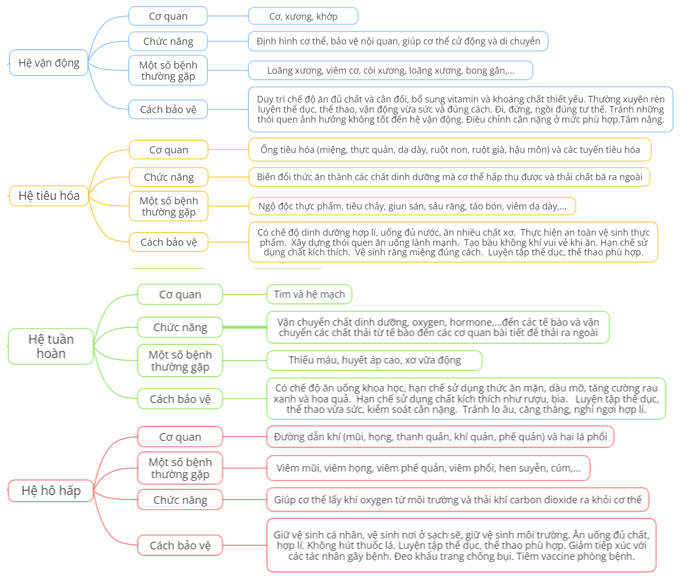 Hệ vận động
Cơ quan
Cơ, xương, khớp
Chức năng
Định hình cơ thể, bảo vệ nội quan, giúp cơ thể cử động và di chuyển
Một số bệnh
thường gặp
Loãng xương, viêm cơ, còi xương, loãng xương, bong gân,...
Cách bảo vệ
Duy trì chế độ ăn đủ chất và cân đối, bổ sung vitamin và khoáng chất thiết yếu. Thường xuyên rèn
luyện thể dục, thể thao, vận động vừa sức và đúng cách. Đi, đứng, ngồi đúng tư thế. Tránh những
thói quen ảnh hưởng không tốt đến hệ vận động. Điều chỉnh cân nặng ở mức phù hợp.Tắm nắng.
Hệ tiêu hóa
Cơ quan
Ống tiêu hóa (miệng, thực quản, dạ dày, ruột non, ruột già, hậu môn) và các tuyến tiêu hóa
Chức năng
Biến đổi thức ăn thành các chất dinh dưỡng mà cơ thể hấp thụ được và thải chất bã ra ngoài
Một số bệnh
thường gặp
Ngộ độc thực phẩm, tiêu chảy, giun sán, sâu răng, táo bón, viêm dạ dày,...
Cách bảo vệ
Có chế độ dinh dưỡng hợp lí, uống đủ nước, ăn nhiều chất xơ. Thực hiện an toàn vệ sinh thực
phẩm. Xây dựng thói quen ăn uống lành mạnh. Tạo bầu không khí vui vẻ khi ăn. Hạn chế sử
dụng chất kích thích. Vệ sinh răng miệng đúng cách. Luyện tập thể dục, thể thao phù hợp.
Hệ tuần
hoàn
Cơ quan
Tim và hệ mạch
Chức năng
Vận chuyển chất dinh dưỡng, oxygen, hormone,...đến các tế bào và vận
chuyển các chất thải từ tế bào đến các cơ quan bài tiết để thải ra ngoài
Một số bệnh
thường gặp
Thiếu máu, huyết áp cao, xơ vữa động
Cách bảo vệ
Có chế độ ăn uống khoa học, hạn chế sử dụng thức ăn mặn, dầu mỡ, tăng cường rau
xanh và hoa quả. Hạn chế sử dụng chất kích thích như rượu, bia. Luyện tập thể dục,
thể thao vừa sức, kiểm soát cân nặng. Tránh lo âu, căng thẳng, nghỉ ngơi hợp lí.
Hệ hô hấp
Cơ quan
Đường dẫn khí (mũi, họng, thanh quản, khí quản, phế quản) và hai lá phổi
Một số bệnh
thường gặp
Viêm mũi, viêm họng, viêm phế quản, viêm phổi, hen suyễn, cúm,...
Chức năng
Giúp cơ thể lấy khí oxygen từ môi trường và thải khí carbon dioxide ra khỏi cơ thể
Cách bảo vệ
Giữ vệ sinh cá nhân, vệ sinh nơi ở sạch sẽ, giữ vệ sinh môi trường. Ăn uống đủ chất,
hợp lí. Không hút thuốc lá. Luyện tập thể dục, thể thao phù hợp. Giảm tiếp xúc với
các tác nhân gây bệnh. Đeo khẩu trang chống bụi. Tiêm vaccine phòng bệnh.